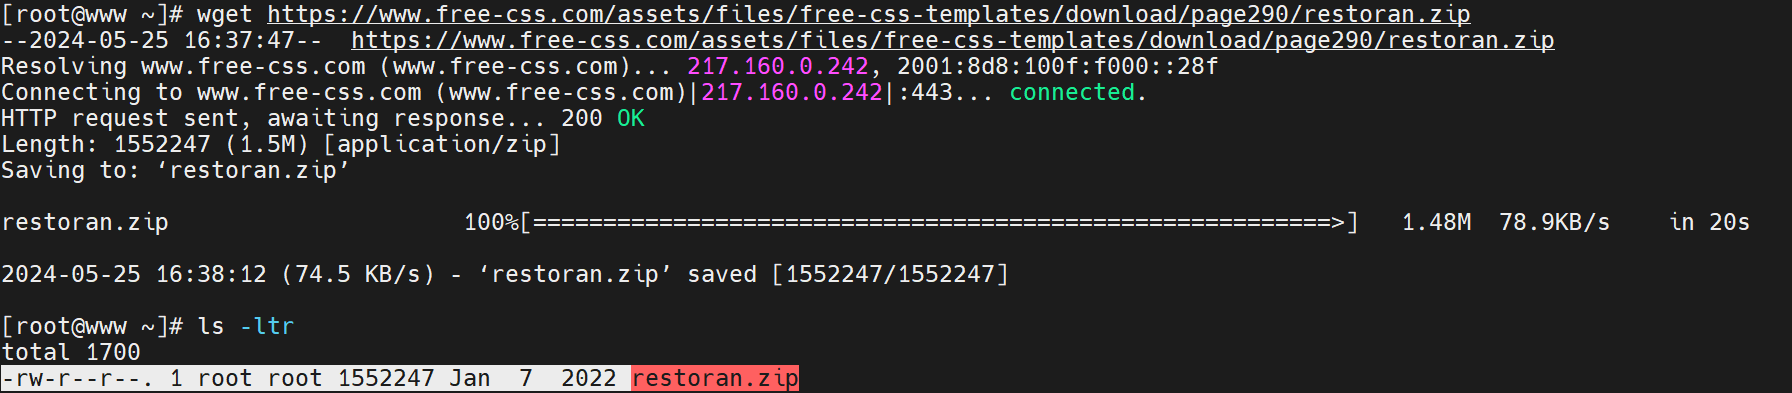 [root@www ~]# wget https://www.free-css.com/assets/files/free-css-templates/download/page290/restoran.zip
--2024-05-25 16:37:47--  https://www.free-css.com/assets/files/free-css-templates/download/page290/restoran.zip
Resolving www.free-css.com (www.free-css.com)... 217.160.0.242, 2001:8d8:100f:f000::28f
Connecting to www.free-css.com (www.free-css.com)|217.160.0.242|:443... connected.
HTTP request sent, awaiting response... 200 OK
Length: 1552247 (1.5M) [application/zip]
Saving to: ‘restoran.zip’
restoran.zip                     100%[=========================================================>]   1.48M  78.9KB/s    in 20s
2024-05-25 16:38:12 (74.5 KB/s) - ‘restoran.zip’ saved [1552247/1552247]
[root@www ~]# ls -ltr
total 1700
-rw-r--r--. 1 root root 1552247 Jan  7  2022 restoran.zip